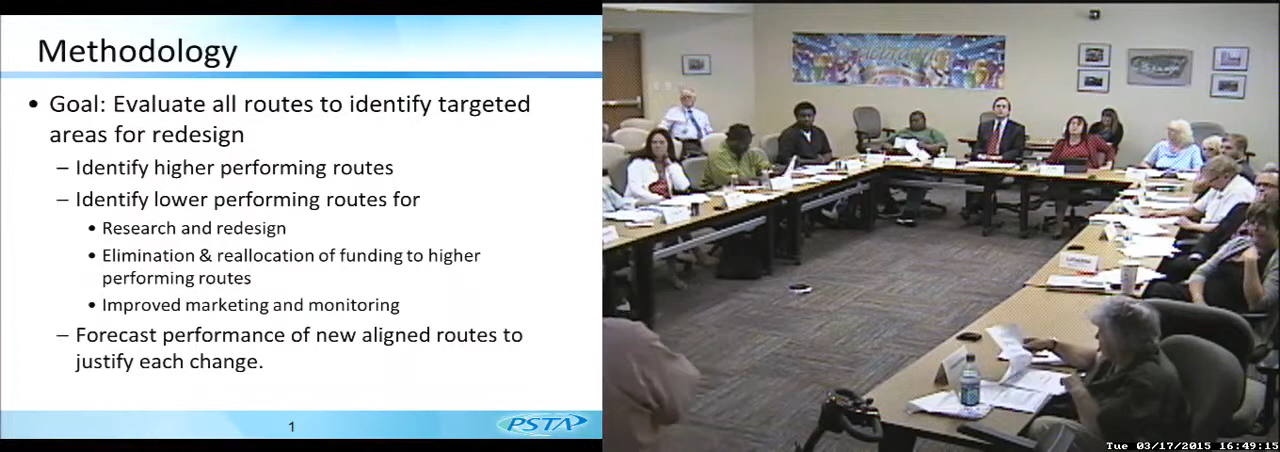 Methodology
• Goal: Evaluate all routes to identify targeted
areas for redesign
– Identify higher performing routes
– Identify lower performing routes for
• Research and redesign
• Elimination & reallocation of funding to higher
performing routes
• Improved marketing and monitoring
– Forecast performance of new aligned routes to
justify each change.
1
PSTA
Tue 03/17/2015 16:49:15